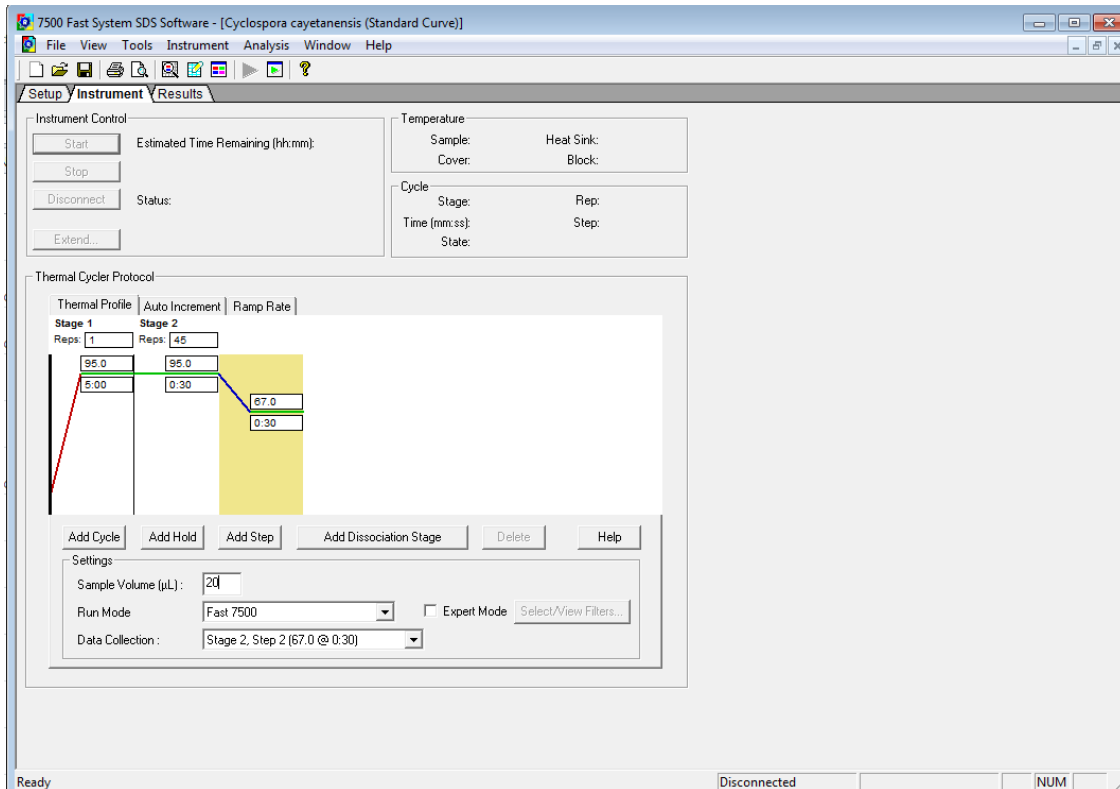 7500 Fast System SDS Software - [Cyclospora cayetanensis (Standard Curve)]
File View Tools Instrument Analysis Window Help
Setup Instrument Results
Instrument Control
Start Estimated Time Remaining (hh:mm):
Stop
Disconnect Status:
Extend...
Temperature
Sample: Heat Sink:
Cover: Block:
Cycle
Stage: Rep:
Time (mm:ss): Step:
State:
Thermal Cycler Protocol
Thermal Profile Auto Increment Ramp Rate
Stage 1 Stage 2
Reps: 1 Reps: 45
95.0 95.0
5:00 0:30
67.0
0:30
Add Cycle Add Hold Add Step Add Dissociation Stage Delete Help
Settings
Sample Volume (µL) : 20
Run Mode Fast 7500 Expert Mode Select/View Filters...
Data Collection : Stage 2, Step 2 (67.0 @ 0:30)
Ready Disconnected NUM